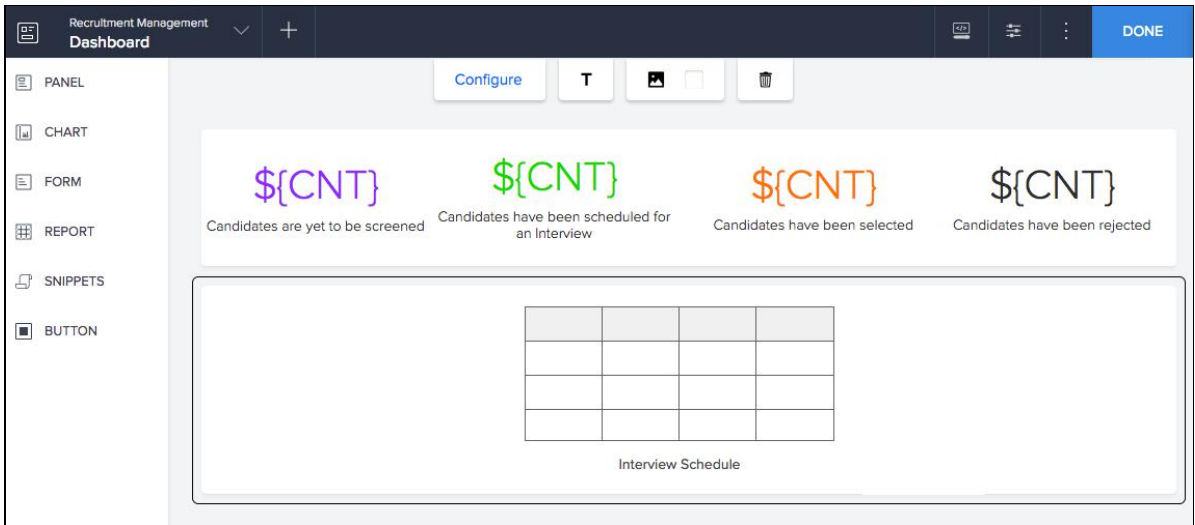 Recruitment Management
Dashboard
DONE
PANEL
CHART
FORM
REPORT
SNIPPETS
BUTTON
Configure
T
${CNT}
Candidates are yet to be screened
${CNT}
Candidates have been scheduled for
an Interview
${CNT}
Candidates have been selected
${CNT}
Candidates have been rejected
Interview Schedule